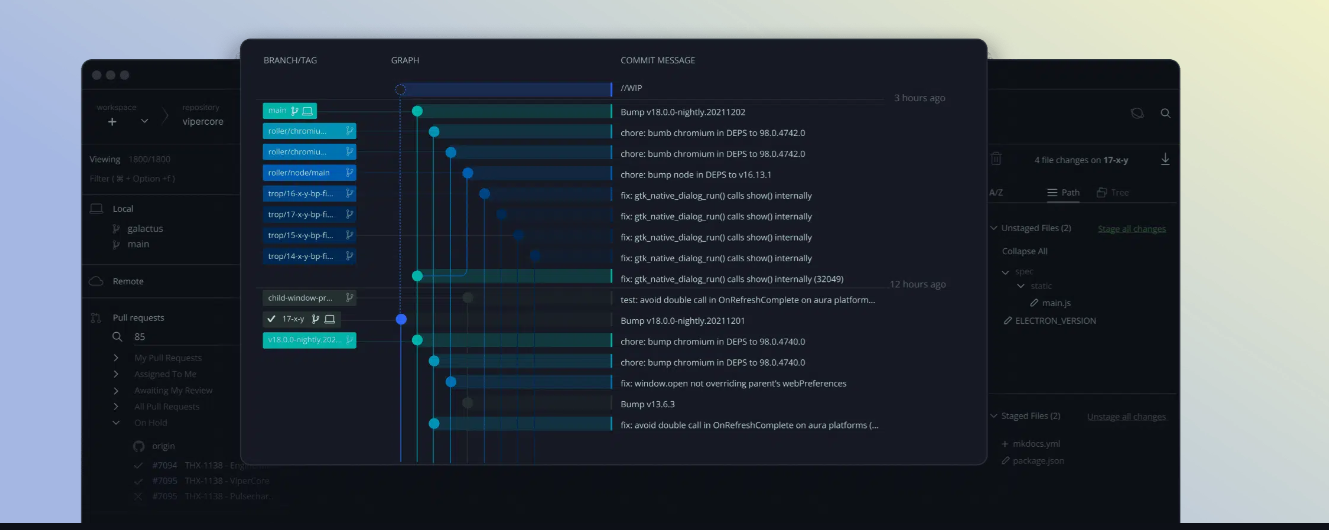 BRANCH/TAG GRAPH COMMIT MESSAGE
//WIP
3 hours ago
main Bump v18.0.0-nightly.20211202
roller/chromiu... chore: bumb chromium in DEPS to 98.0.4742.0
roller/chromiu... chore: bumb chromium in DEPS to 98.0.4742.0
roller/node/main chore: bump node in DEPS to v16.13.1
trop/16-x-y-bp-fi... fix: gtk_native_dialog_run() calls show() internally
trop/17-x-y-bp-fi... fix: gtk_native_dialog_run() calls show() internally
trop/15-x-y-bp-fi... fix: gtk_native_dialog_run() calls show() internally
trop/14-x-y-bp-fi... fix: gtk_native_dialog_run() calls show() internally
fix: gtk_native_dialog_run() calls show() internally (32049)
12 hours ago
child-window-pr... test: avoid double call in OnRefreshComplete on aura platform...
17-x-y Bump v18.0.0-nightly.20211201
v18.0.0-nightly.202... chore: bump chromium in DEPS to 98.0.4740.0
chore: bump chromium in DEPS to 98.0.4740.0
fix: window.open not overriding parent's webPreferences
Bump v13.6.3
fix: avoid double call in OnRefreshComplete on aura platforms (...
workspace repository
+ vipercore
Viewing 1800/1800
Filter (⌘ + Option +f )
Local
galactus
main
Remote
Pull requests
85
My Pull Requests
Assigned To Me
Awaiting My Review
All Pull Requests
On Hold
origin
#7094 THX-1138 -
#7095 THX-1138 - ViperCore
#7095 THX-1138 - Pulsernar
4 file changes on 17-x-y
A/Z Path Tree
Unstaged Files (2) Stage all changes
Collapse All
spec
static
main.js
ELECTRON_VERSION
Staged Files (2) Unstage all changes
+ mkdocs.yml
package.json